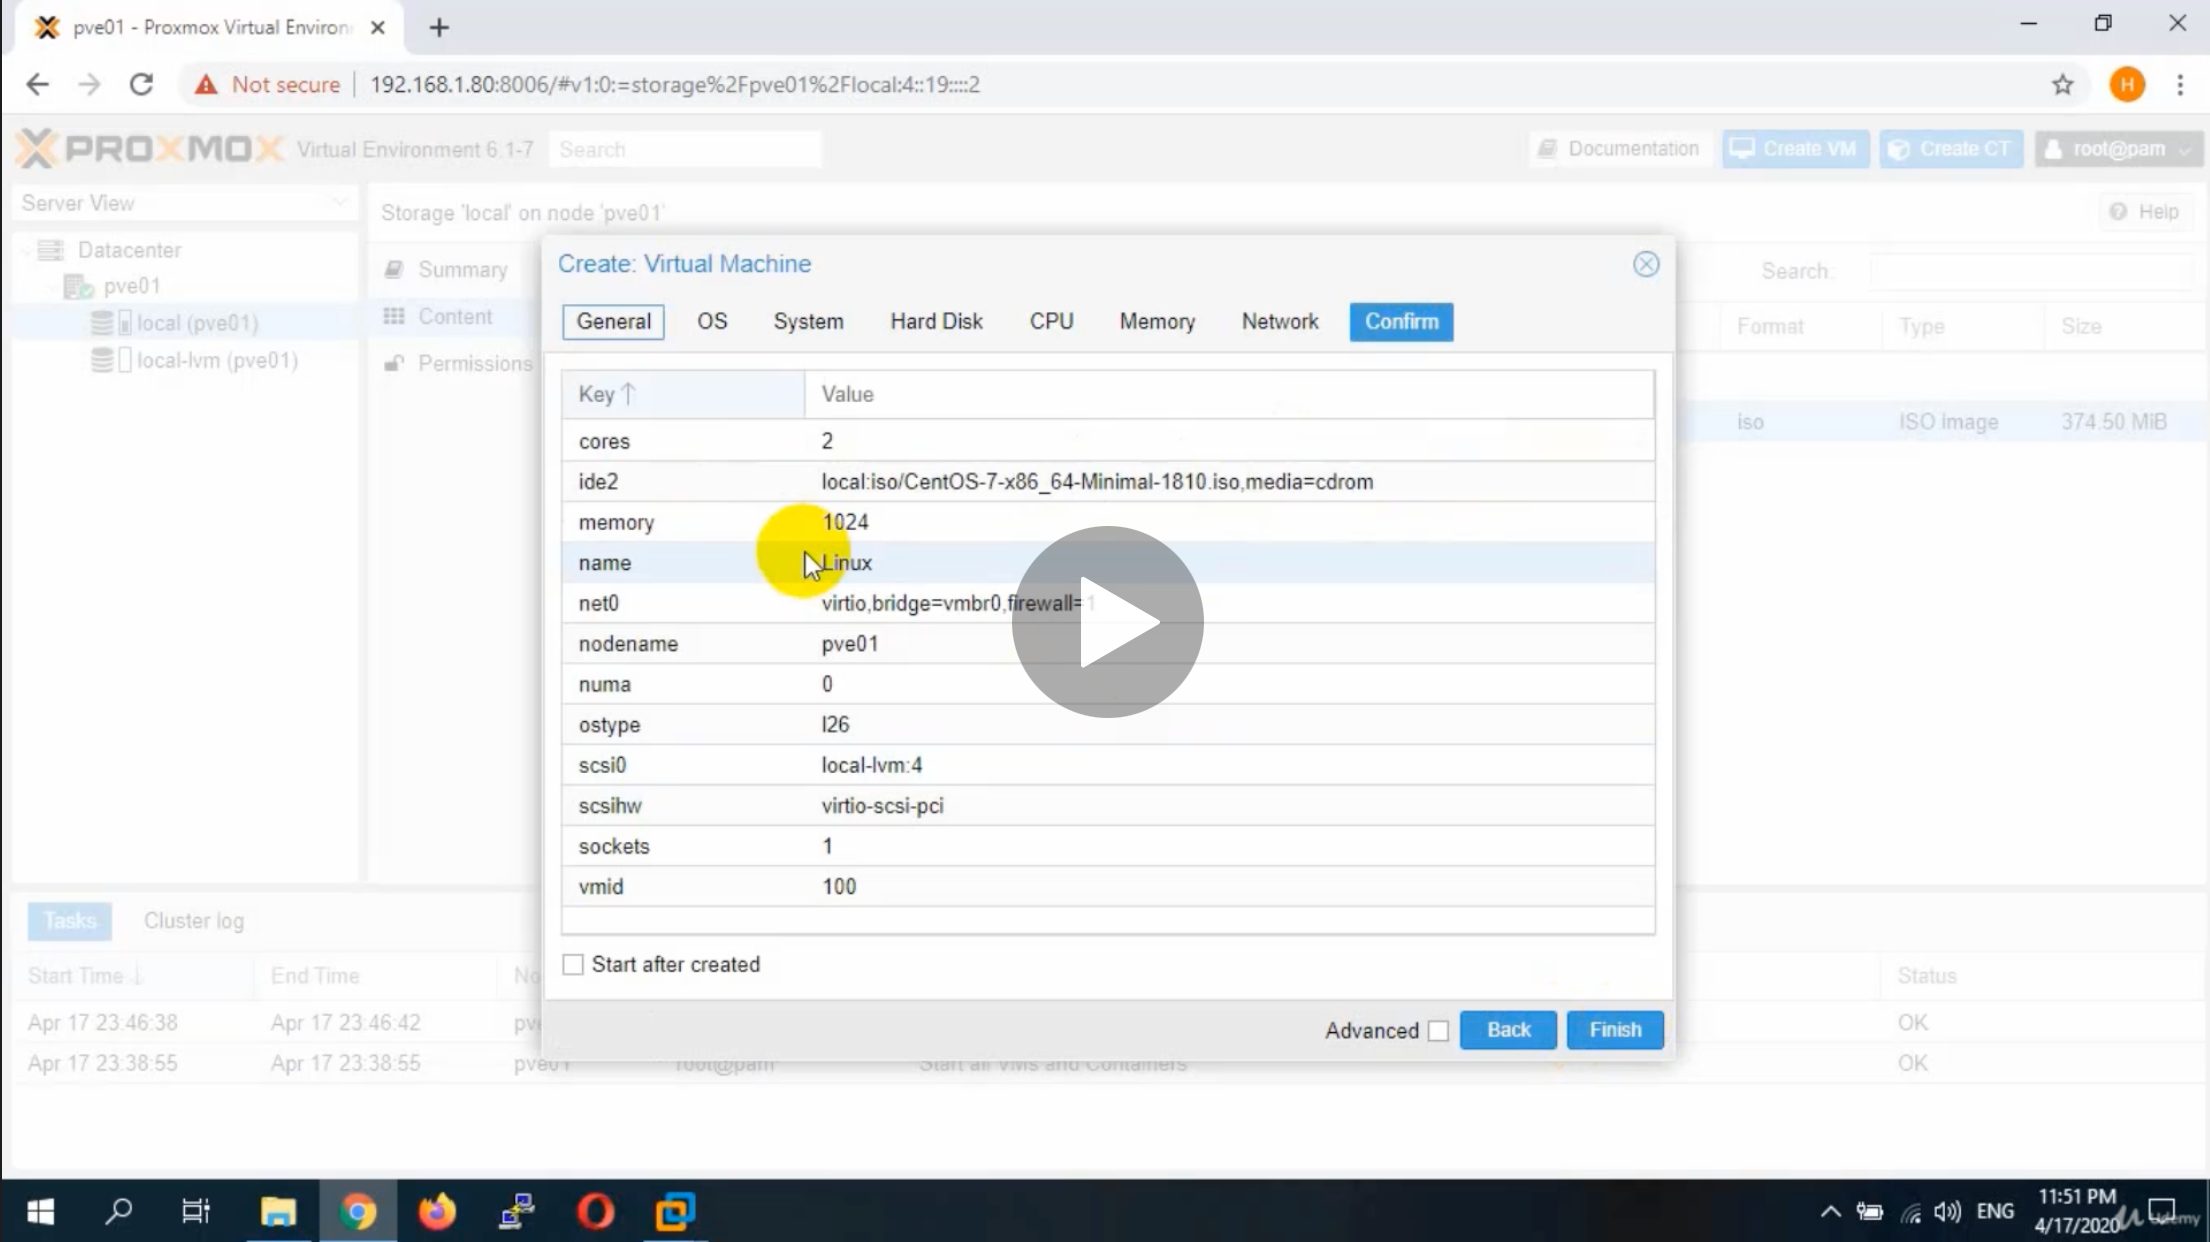 pve01 - Proxmox Virtual Environ
Not secure 192.168.1.80:8006/#v1:0:=storage%2Fpve01%2Flocal:4::19::::2
H
PROXMOX Virtual Environment 6.1-7 Search Documentation Create VM Create CT root@pam
Server View
Storage 'local' on node 'pve01' Help
Datacenter
pve01
local (pve01)
local-lvm (pve01)
Summary
Content
Permissions
Search:
Format Type Size
iso ISO image 374.50 MiB
Create: Virtual Machine
General OS System Hard Disk CPU Memory Network Confirm
Key Value
cores 2
ide2 local:iso/CentOS-7-x86_64-Minimal-1810.iso,media=cdrom
memory 1024
name Linux
net0 virtio,bridge=vmbr0,firewall=1
nodename pve01
numa 0
ostype l26
scsi0 local-lvm:4
scsihw virtio-scsi-pci
sockets 1
vmid 100
Start after created
Advanced Back Finish
Tasks Cluster log
Start Time End Time No Status
Apr 17 23:46:38 Apr 17 23:46:42 pve OK
Apr 17 23:38:55 Apr 17 23:38:55 pve01 root@pam Start all VMs and Containers OK
ENG
11:51 PM
4/17/2020
Udemy